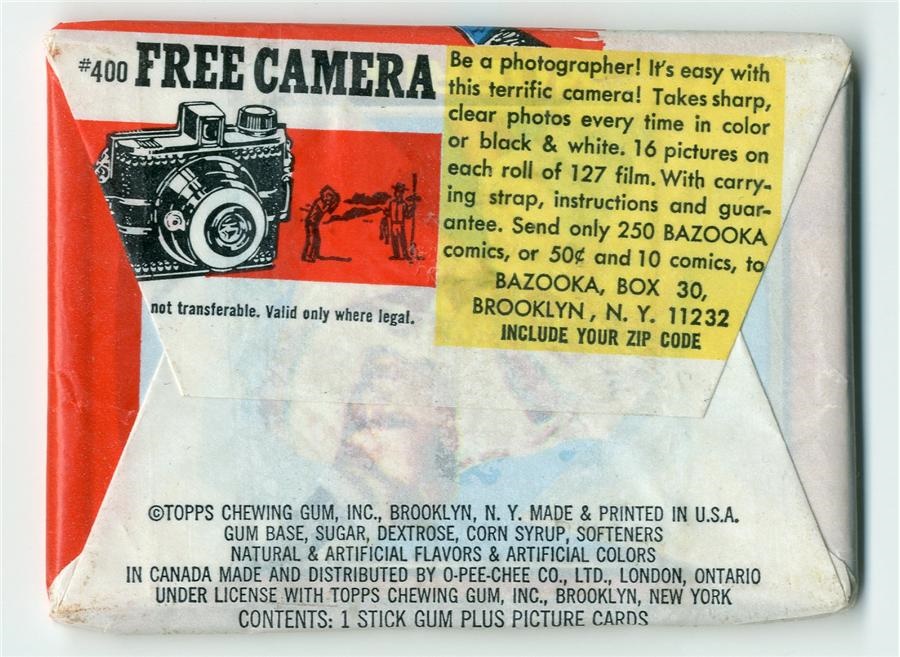 #400 FREE CAMERA
Be a photographer! It's easy with
this terrific camera! Takes sharp,
clear photos every time in color
or black & white. 16 pictures on
each roll of 127 film. With carry-
ing strap, instructions and guar-
antee. Send only 250 BAZOOKA
comics, or 50¢ and 10 comics, to
BAZOOKA, BOX 30,
BROOKLYN, N. Y. 11232
INCLUDE YOUR ZIP CODE
not transferable. Valid only where legal.
©TOPPS CHEWING GUM, INC., BROOKLYN, N. Y. MADE & PRINTED IN U.S.A.
GUM BASE, SUGAR, DEXTROSE, CORN SYRUP, SOFTENERS
NATURAL & ARTIFICIAL FLAVORS & ARTIFICIAL COLORS
IN CANADA MADE AND DISTRIBUTED BY O-PEE-CHEE CO., LTD., LONDON, ONTARIO
UNDER LICENSE WITH TOPPS CHEWING GUM, INC., BROOKLYN, NEW YORK
CONTENTS: 1 STICK GUM PLUS PICTURE CARDS